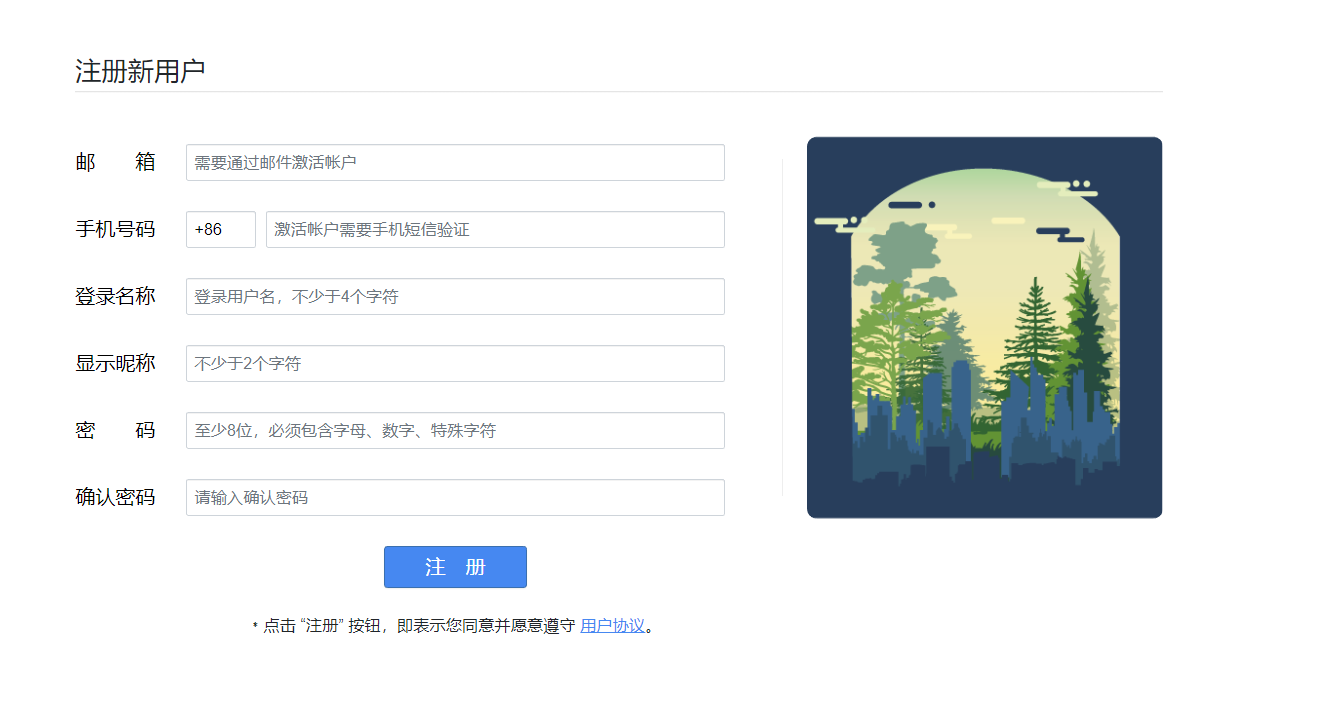 注册新用户
邮 箱 需要通过邮件激活帐户
手机号码 +86 激活帐户需要手机短信验证
登录名称 登录用户名，不少于4个字符
显示昵称 不少于2个字符
密 码 至少8位，必须包含字母、数字、特殊字符
确认密码 请输入确认密码
注 册
* 点击 “注册” 按钮，即表示您同意并愿意遵守 用户协议。